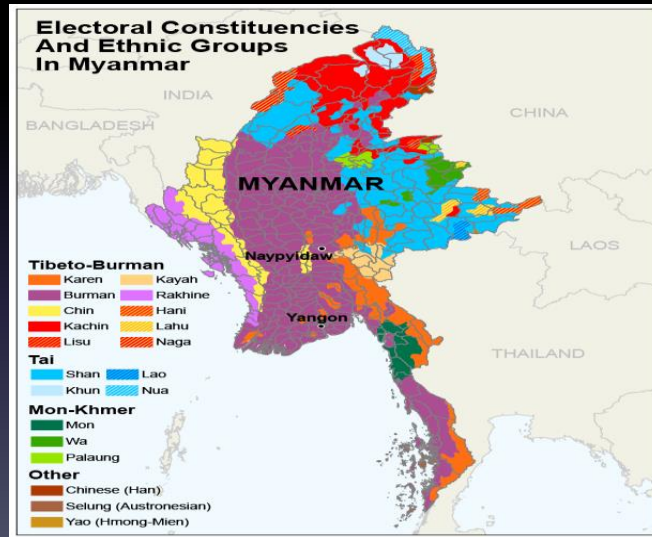 Electoral Constituencies
And Ethnic Groups
In Myanmar
INDIA
CHINA
BANGLADESH
MYANMAR
Naypyidaw
LAOS
Yangon
THAILAND
Tibeto-Burman
Karen Kayah
Burman Rakhine
Chin Hani
Kachin Lahu
Lisu Naga
Tai
Shan Lao
Khun Nua
Mon-Khmer
Mon
Wa
Palaung
Other
Chinese (Han)
Selung (Austronesian)
Yao (Hmong-Mien)